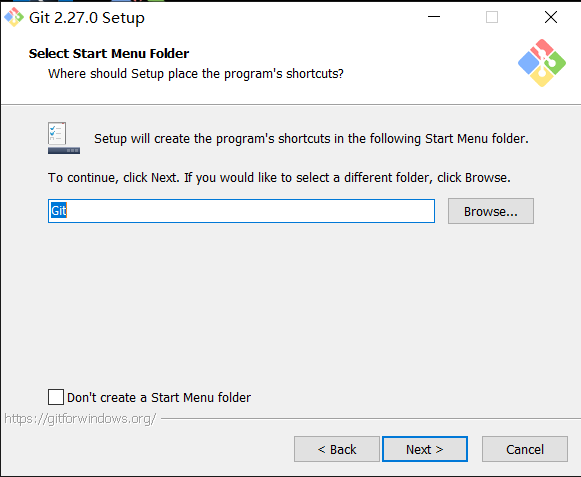 Git 2.27.0 Setup
Select Start Menu Folder
Where should Setup place the program's shortcuts?
Setup will create the program's shortcuts in the following Start Menu folder.
To continue, click Next. If you would like to select a different folder, click Browse.
Git
Browse...
Don't create a Start Menu folder
https://gitforwindows.org/
< Back
Next >
Cancel